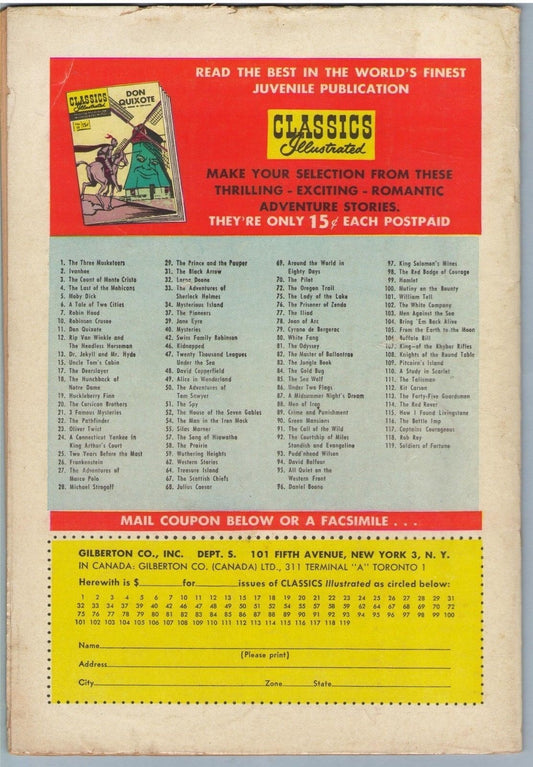 READ THE BEST IN THE WORLD'S FINEST
JUVENILE PUBLICATION
CLASSICS
Illustrated
DON
QUIXOTE
CLASSICS
Illustrated
MAKE YOUR SELECTION FROM THESE
THRILLING - EXCITING - ROMANTIC
ADVENTURE STORIES.
THEY'RE ONLY 15¢ EACH POSTPAID
1. The Three Musketeers
2. Ivanhoe
3. The Count of Monte Cristo
4. The Last of the Mohicans
5. Moby Dick
6. A Tale of Two Cities
7. Robin Hood
10. Robinson Crusoe
11. Don Quixote
12. Rip Van Winkle and
The Headless Horseman
13. Dr. Jekyll and Mr. Hyde
15. Uncle Tom's Cabin
17. The Deerslayer
18. The Hunchback of
Notre Dame
19. Huckleberry Finn
20. The Corsican Brothers
21. 3 Famous Mysteries
22. The Pathfinder
23. Oliver Twist
24. A Connecticut Yankee in
King Arthur's Court
25. Two Years Before the Mast
26. Frankenstein
27. The Adventures of
Marco Polo
28. Michael Strogoff
29. The Prince and the Pauper
31. The Black Arrow
32. Lorna Doone
33. The Adventures of
Sherlock Holmes
34. Mysterious Island
37. The Pioneers
39. Jane Eyre
40. Mysteries
42. Swiss Family Robinson
46. Kidnapped
47. Twenty Thousand Leagues
Under the Sea
48. David Copperfield
49. Alice in Wonderland
50. The Adventures of
Tom Sawyer
51. The Spy
52. The House of the Seven Gables
54. The Man in the Iron Mask
55. Silas Marner
57. The Song of Hiawatha
58. The Prairie
59. Wuthering Heights
62. Western Stories
64. Treasure Island
67. The Scottish Chiefs
68. Julius Caesar
69. Around the World in
Eighty Days
70. The Pilot
72. The Oregon Trail
75. The Lady of the Lake
76. The Prisoner of Zenda
77. The Iliad
78. Joan of Arc
79. Cyrano de Bergerac
80. White Fang
81. The Odyssey
82. The Master of Ballantrae
83. The Jungle Book
84. The Gold Bug
85. The Sea Wolf
86. Under Two Flags
87. A Midsummer Night's Dream
88. Men of Iron
89. Crime and Punishment
90. Green Mansions
91. The Call of the Wild
92. The Courtship of Miles
Standish and Evangeline
93. Pudd'nhead Wilson
94. David Balfour
95. All Quiet on the
Western Front
96. Daniel Boone
97. King Solomon's Mines
98. The Red Badge of Courage
99. Hamlet
100. Mutiny on the Bounty
101. William Tell
102. The White Company
103. Men Against the Sea
104. Bring 'Em Back Alive
105. From the Earth to the Moon
106. Buffalo Bill
107. King-of the Khyber Rifles
108. Knights of the Round Table
109. Pitcairn's Island
110. A Study in Scarlet
111. The Talisman
112. Kit Carson
113. The Forty-Five Guardsmen
114. The Red Rover
115. How I Found Livingstone
116. The Bottle Imp
117. Captains Courageous
118. Rob Roy
119. Soldiers of Fortune
MAIL COUPON BELOW OR A FACSIMILE . . .
GILBERTON CO., INC. DEPT. S. 101 FIFTH AVENUE, NEW YORK 3, N. Y.
IN CANADA: GILBERTON CO. (CANADA) LTD., 311 TERMINAL "A" TORONTO 1
Herewith is $ for issues of CLASSICS Illustrated as circled below:
1 2 3 4 5 6 7 10 11 12 13 15 17 18 19 20 21 22 23 24 25 26 27 28 29 31
32 33 34 37 39 40 42 46 47 48 49 50 51 52 54 55 57 58 59 62 64 67 68 69 70 72
75 76 77 78 79 80 81 82 83 84 85 86 87 88 89 90 91 92 93 94 95 96 97 98 99 100
101 102 103 104 105 106 107 108 109 110 111 112 113 114 115 116 117 118 119
Name
(Please print)
Address
City Zone State